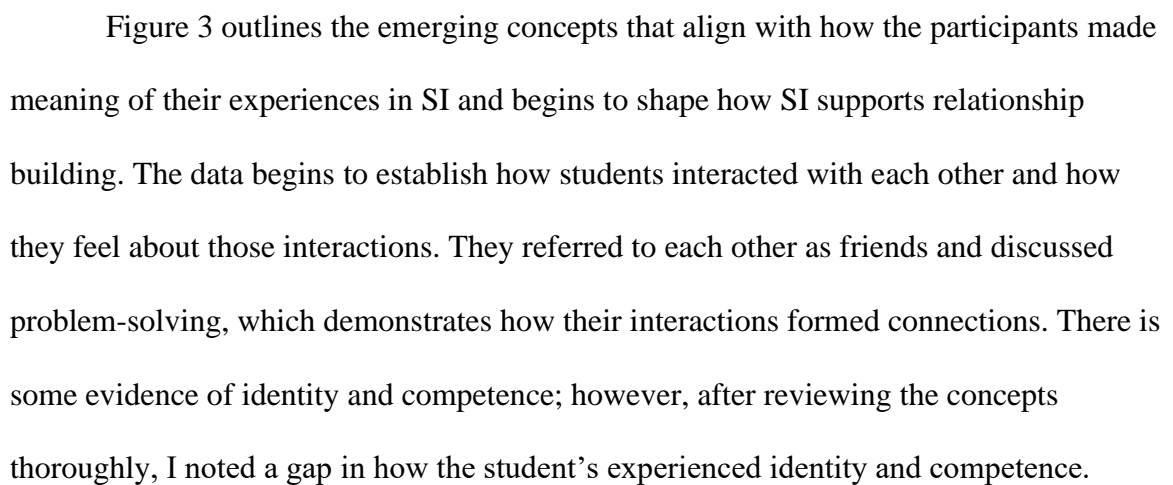 Figure 3 outlines the emerging concepts that align with how the participants made
meaning of their experiences in SI and begins to shape how SI supports relationship
building. The data begins to establish how students interacted with each other and how
they feel about those interactions. They referred to each other as friends and discussed
problem-solving, which demonstrates how their interactions formed connections. There is
some evidence of identity and competence; however, after reviewing the concepts
thoroughly, I noted a gap in how the student’s experienced identity and competence.